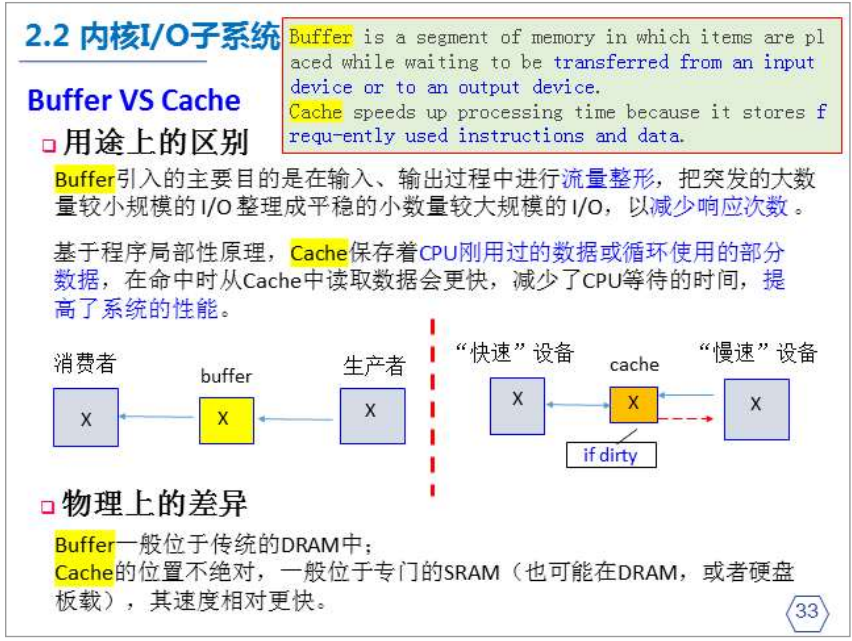 2.2 内核I/O子系统
Buffer is a segment of memory in which items are pl
aced while waiting to be transferred from an input
device or to an output device.
Cache speeds up processing time because it stores f
requ-ently used instructions and data.
Buffer VS Cache
用途上的区别
Buffer引入的主要目的是在输入、输出过程中进行流量整形，把突发的大数
量较小规模的 I/O 整理成平稳的小数量较大规模的 I/O，以减少响应次数 。
基于程序局部性原理，Cache保存着CPU刚用过的数据或循环使用的部分
数据，在命中时从Cache中读取数据会更快，减少了CPU等待的时间，提
高了系统的性能。
消费者
buffer
生产者
X
X
X
“快速”设备
cache
“慢速”设备
X
X
X
if dirty
物理上的差异
Buffer一般位于传统的DRAM中；
Cache的位置不绝对，一般位于专门的SRAM（也可能在DRAM，或者硬盘
板载），其速度相对更快。
33